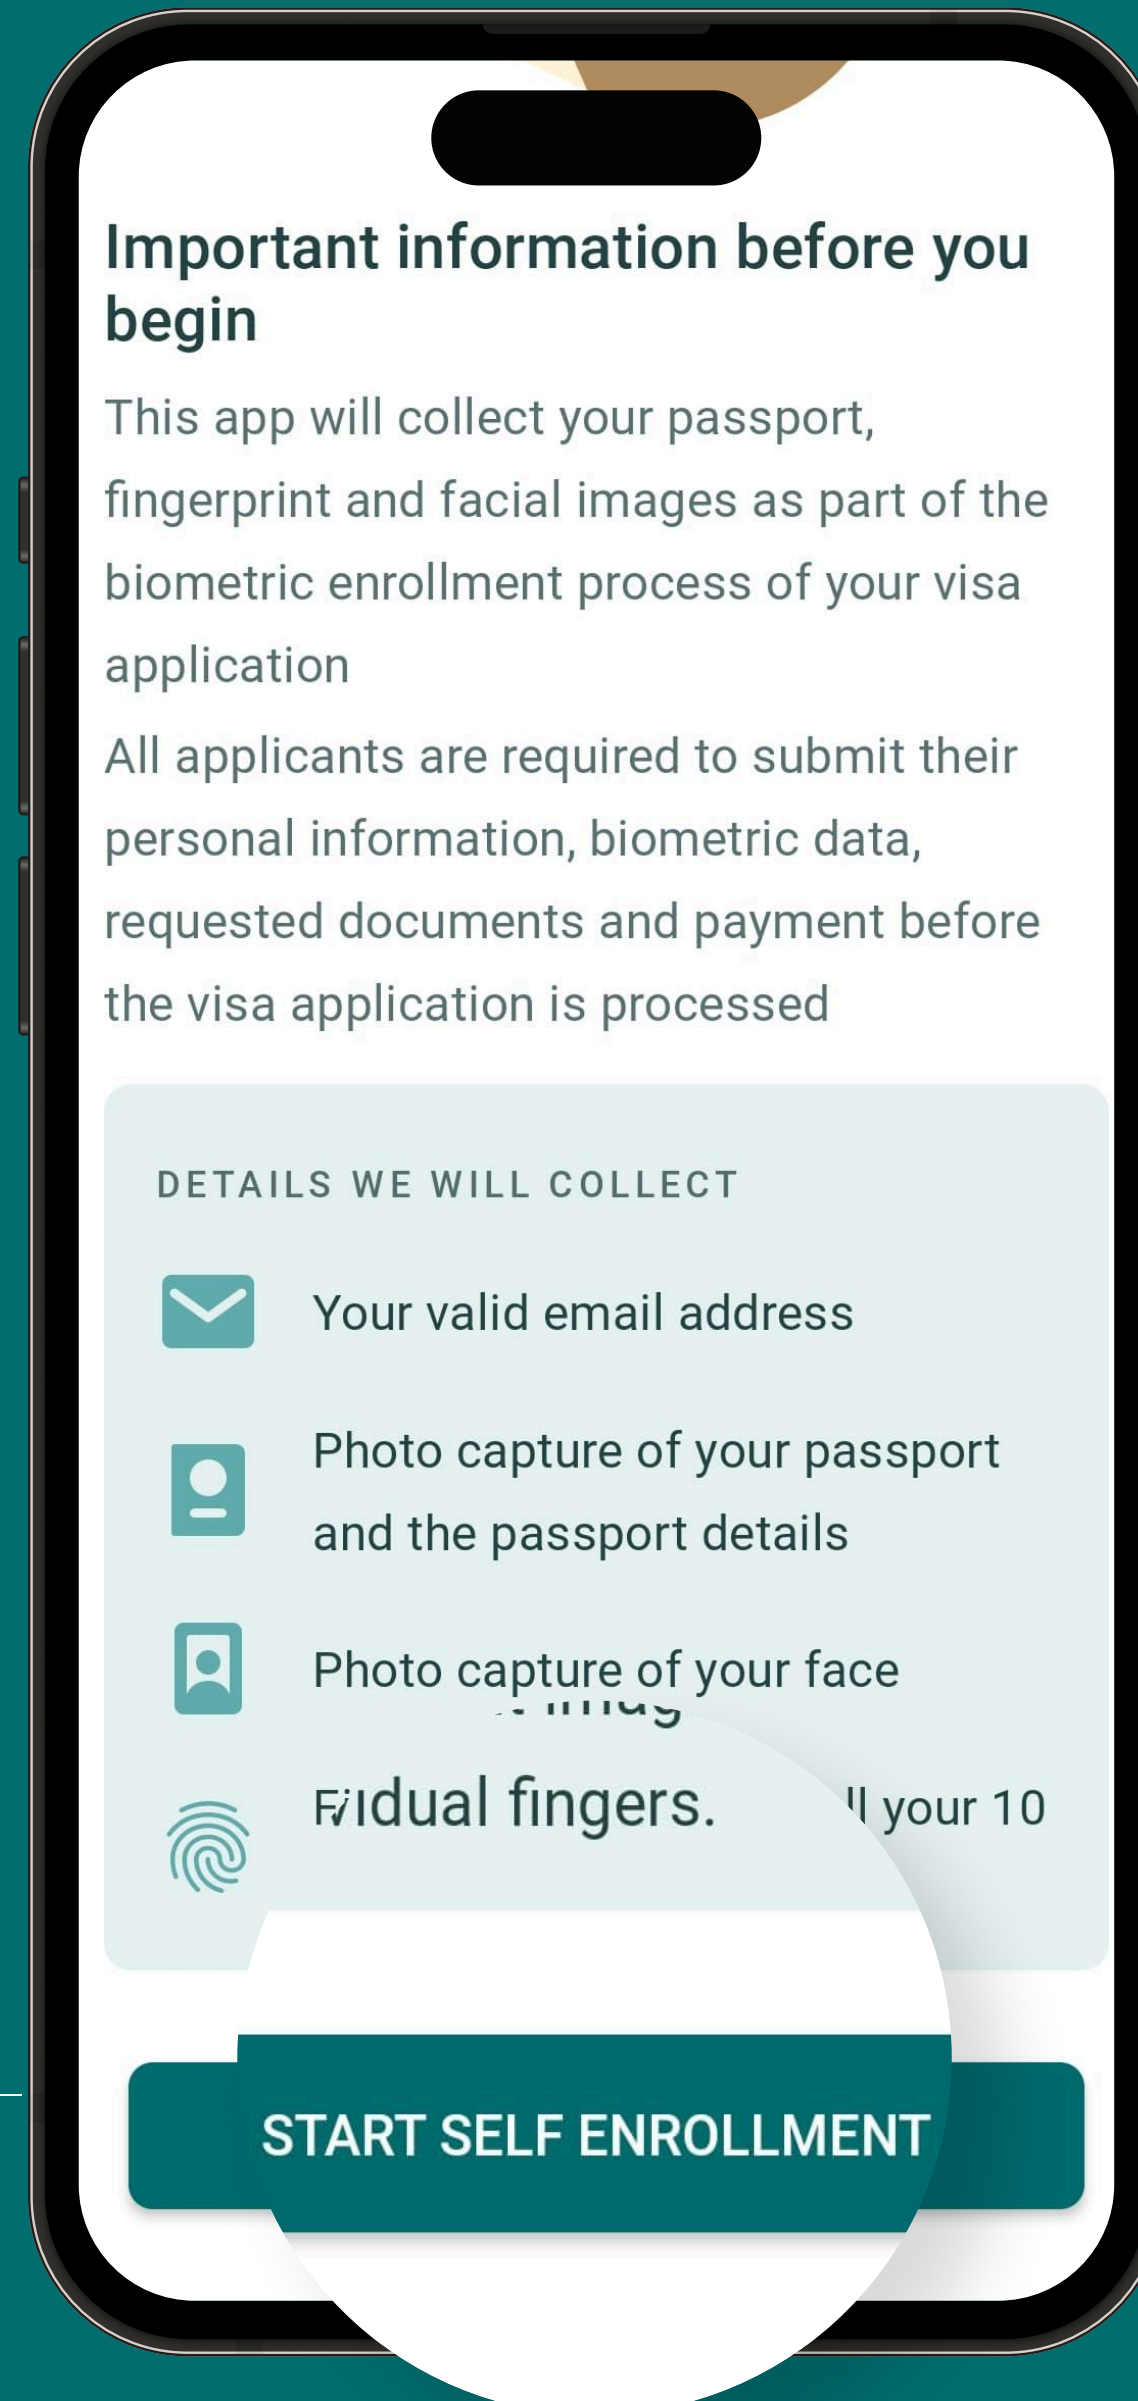 Important information before you
begin
This app will collect your passport,
fingerprint and facial images as part of the
biometric enrollment process of your visa
application
All applicants are required to submit their
personal information, biometric data,
requested documents and payment before
the visa application is processed
DETAILS WE WILL COLLECT
Your valid email address
Photo capture of your passport
and the passport details
Photo capture of your face
fingers.
your 10
START SELF ENROLLMENT